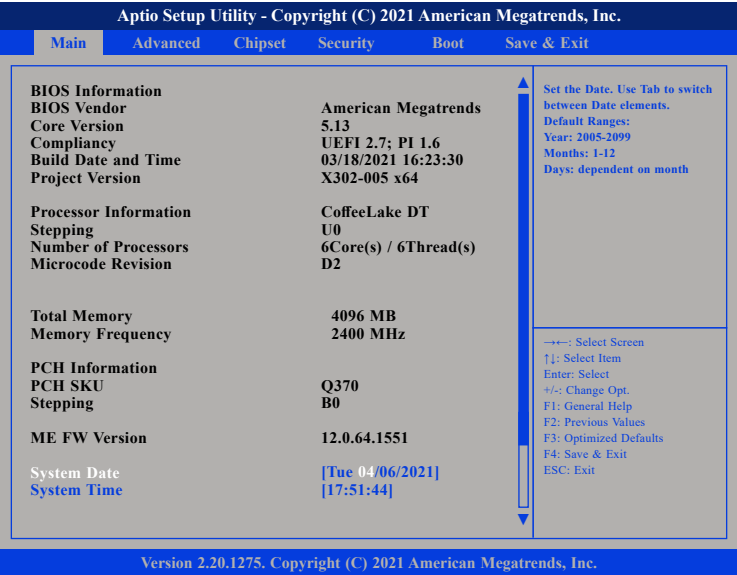 Aptio Setup Utility - Copyright (C) 2021 American Megatrends, Inc.
Main Advanced Chipset Security Boot Save & Exit
BIOS Information
BIOS Vendor American Megatrends
Core Version 5.13
Compliancy UEFI 2.7; PI 1.6
Build Date and Time 03/18/2021 16:23:30
Project Version X302-005 x64
Processor Information CoffeeLake DT
Stepping U0
Number of Processors 6Core(s) / 6Thread(s)
Microcode Revision D2
Total Memory 4096 MB
Memory Frequency 2400 MHz
PCH Information
PCH SKU Q370
Stepping B0
ME FW Version 12.0.64.1551
System Date [Tue 04/06/2021]
System Time [17:51:44]
Set the Date. Use Tab to switch
between Date elements.
Default Ranges:
Year: 2005-2099
Months: 1-12
Days: dependent on month
→←: Select Screen
↑↓: Select Item
Enter: Select
+/-: Change Opt.
F1: General Help
F2: Previous Values
F3: Optimized Defaults
F4: Save & Exit
ESC: Exit
Version 2.20.1275. Copyright (C) 2021 American Megatrends, Inc.